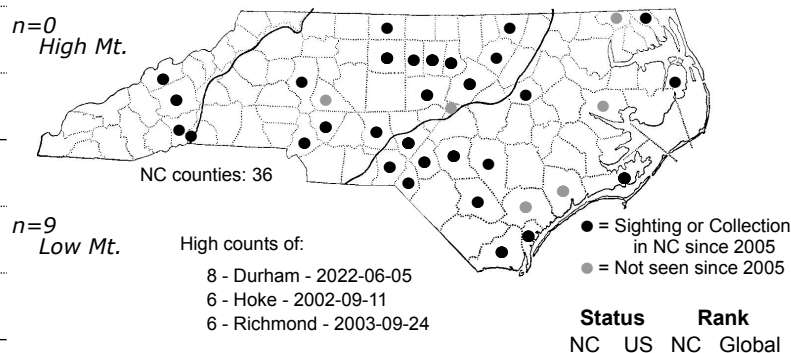 n=0
High Mt.
NC counties: 36
n=9
Low Mt.
High counts of:
8 - Durham - 2022-06-05
6 - Hoke - 2002-09-11
6 - Richmond - 2003-09-24
= Sighting or Collection
in NC since 2005
= Not seen since 2005
Status Rank
NC US NC Global